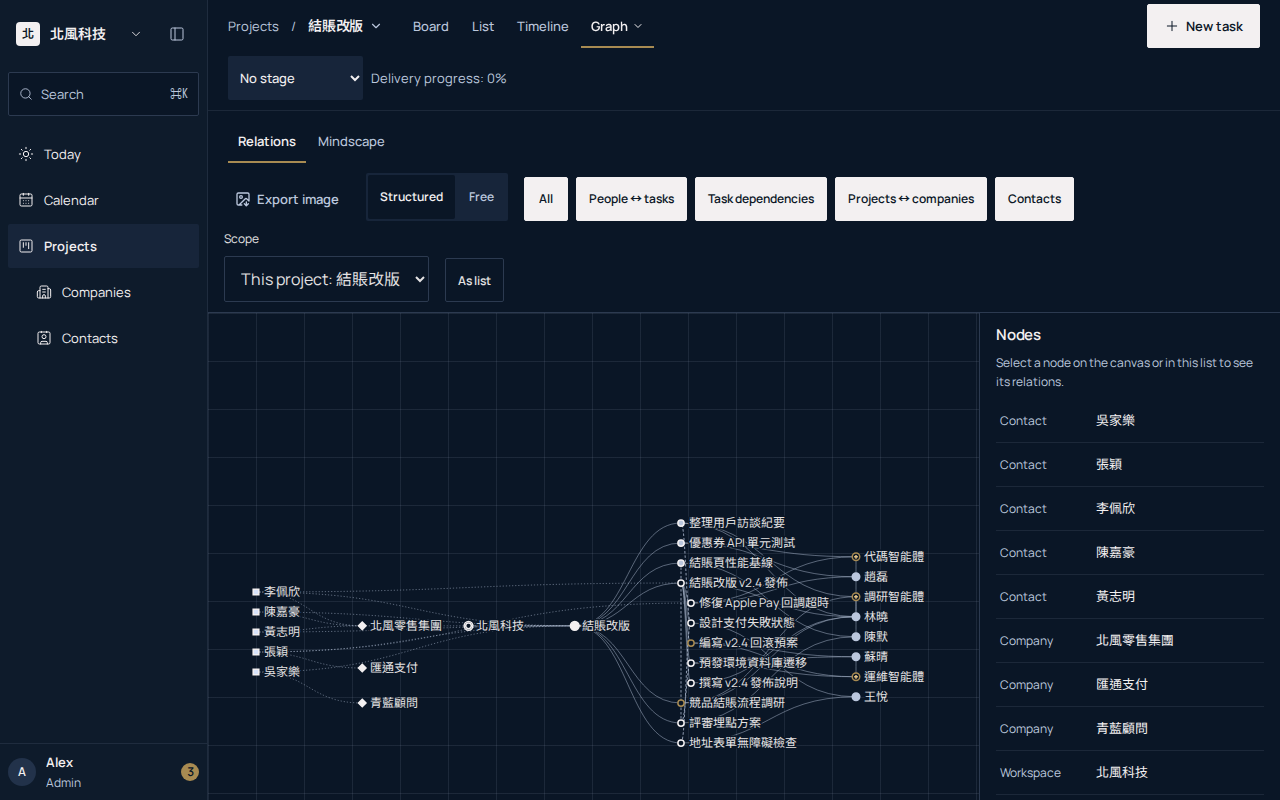 北 北風科技
Search ⌘K
Today
Calendar
Projects
Companies
Contacts
A Alex
Admin
3
Projects / 結賬改版
Board List Timeline Graph
New task
No stage Delivery progress: 0%
Relations Mindscape
Export image Structured Free All People ↔ tasks Task dependencies Projects ↔ companies Contacts
Scope
This project: 結賬改版 As list
李佩欣
陳嘉豪
黃志明
張穎
吳家樂
北風零售集團
匯通支付
青藍顧問
北風科技
結賬改版
整理用戶訪談紀要
優惠券 API 單元測試
結賬頁性能基線
結賬改版 v2.4 發佈
修復 Apple Pay 回調超時
設計支付失敗狀態
編寫 v2.4 回滾預案
預發環境資料庫遷移
撰寫 v2.4 發佈說明
競品結賬流程調研
評審埋點方案
地址表單無障礙檢查
代碼智能體
趙磊
調研智能體
林曉
陳默
蘇晴
運維智能體
王悅
Nodes
Select a node on the canvas or in this list to see
its relations.
Contact 吳家樂
Contact 張穎
Contact 李佩欣
Contact 陳嘉豪
Contact 黃志明
Company 北風零售集團
Company 匯通支付
Company 青藍顧問
Workspace 北風科技